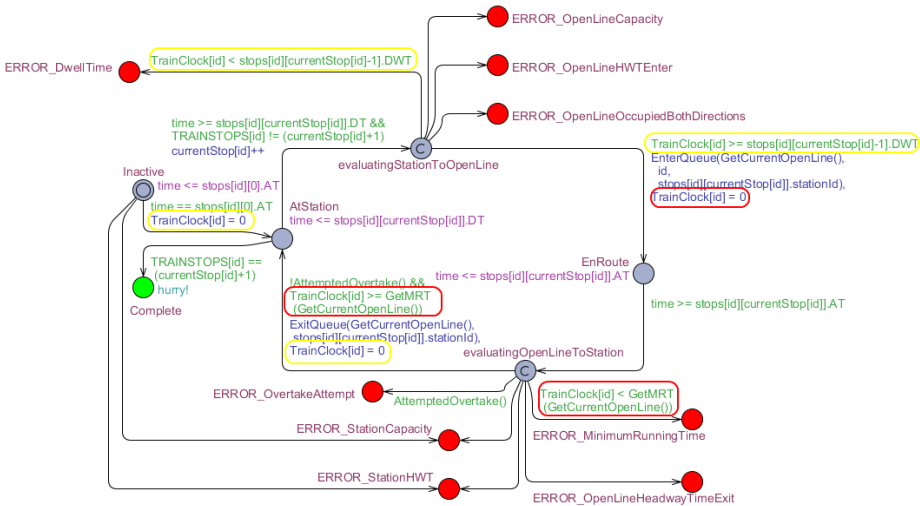 ERROR_OpenLineCapacity
TrainClock[id] < stops[id][currentStop[id]-1].DWT
ERROR_DwellTime
ERROR_OpenLineHWTEnter
ERROR_OpenLineOccupiedBothDirections
time >= stops[id][currentStop[id]].DT &&
TRAINSTOPS[id] != (currentStop[id]+1)
currentStop[id]++
C
evaluatingStationToOpenLine
TrainClock[id] >= stops[id][currentStop[id]-1].DWT
EnterQueue(GetCurrentOpenLine(),
id,
stops[id][currentStop[id]].stationId),
TrainClock[id] = 0
Inactive
time <= stops[id][0].AT
time == stops[id][0].AT
TrainClock[id] = 0
AtStation
time <= stops[id][currentStop[id]].DT
TRAINSTOPS[id] ==
(currentStop[id]+1)
hurry!
Complete
EnRoute
time <= stops[id][currentStop[id]].AT
time >= stops[id][currentStop[id]].AT
!AttemptedOvertake() &&
TrainClock[id] >= GetMRT
(GetCurrentOpenLine())
ExitQueue(GetCurrentOpenLine(),
stops[id][currentStop[id]].stationId),
TrainClock[id] = 0
evaluatingOpenLineToStation
C
ERROR_OvertakeAttempt
AttemptedOvertake()
TrainClock[id] < GetMRT
(GetCurrentOpenLine())
ERROR_StationCapacity
ERROR_MinimumRunningTime
ERROR_StationHWT
ERROR_OpenLineHeadwayTimeExit